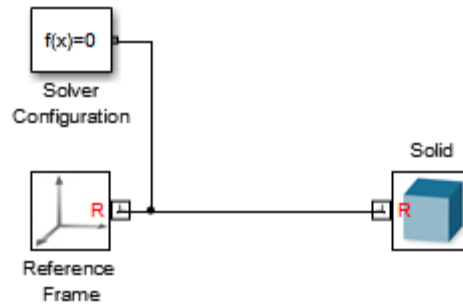 f(x)=0
Solver
Configuration
Solid
R
R
Reference
Frame